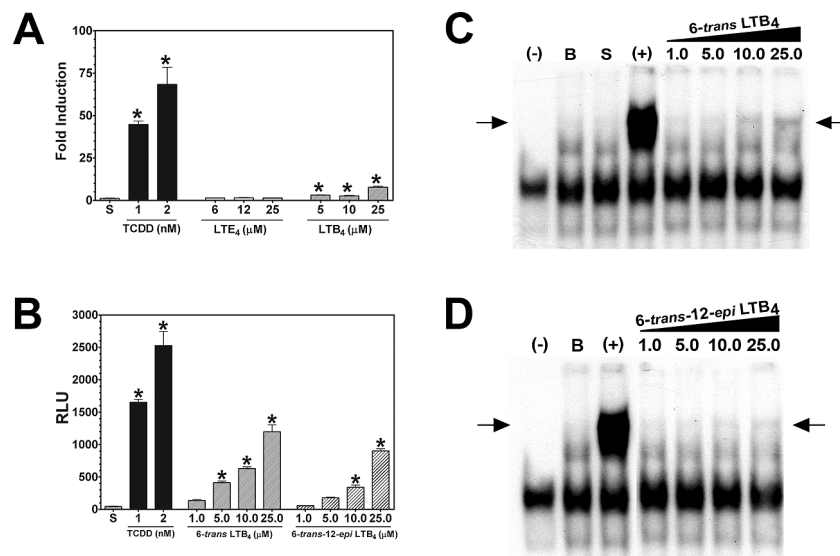 A
Fold Induction
100
75
50
25
0
* * * * *
S 1 2 6 12 25 5 10 25
TCDD (nM) LTE4 (μM) LTB4 (μM)
B
RLU
3000
2500
2000
1500
1000
500
0
* * * * * * *
S 1 2 1.0 5.0 10.0 25.0 1.0 5.0 10.0 25.0
TCDD (nM) 6-trans LTB4 (μM) 6-trans-12-epi LTB4 (μM)
C
6-trans LTB4
(-) B S (+) 1.0 5.0 10.0 25.0
D
6-trans-12-epi LTB4
(-) B (+) 1.0 5.0 10.0 25.0